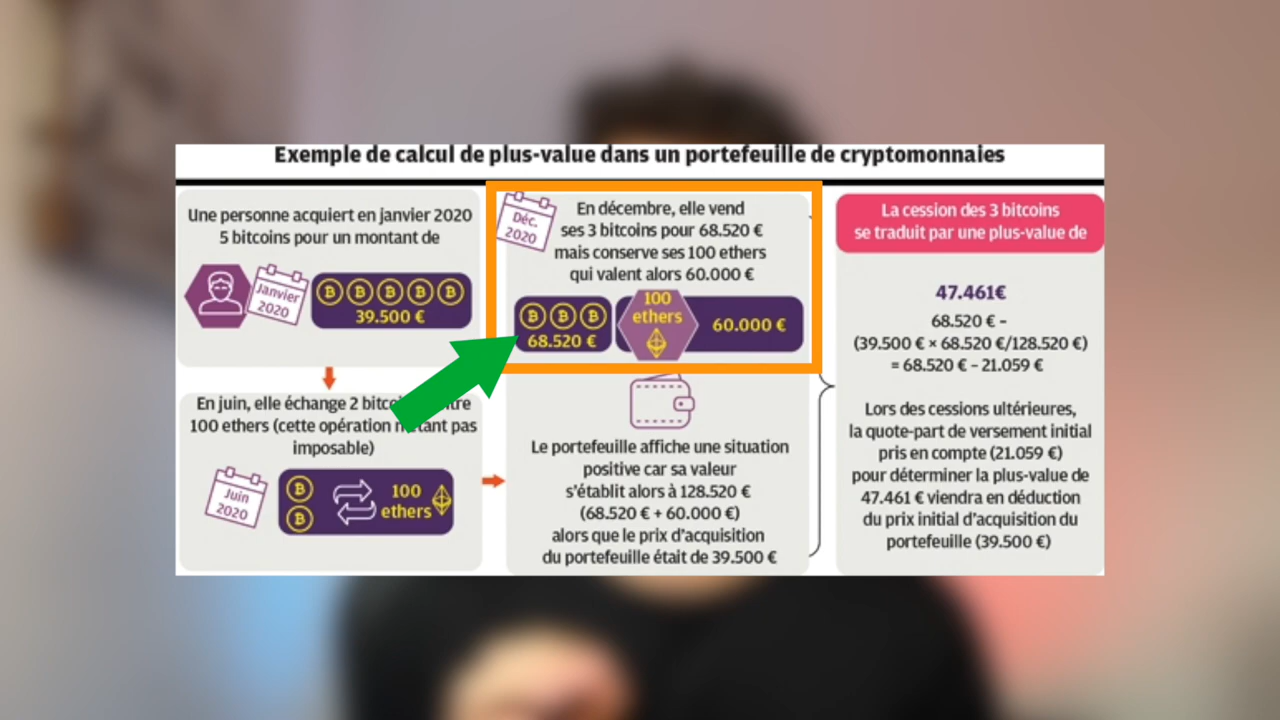 Exemple de calcul de plus-value dans un portefeuille de cryptomonnaies
Une personne acquiert en janvier 2020
5 bitcoins pour un montant de
Janvier
2020
39.500 €
En juin, elle échange 2
100 ethers (cette opération pas
imposable)
Juin
2020
100
ethers
Déc.
2020
En décembre, elle vend
ses 3 bitcoins pour 68.520 €
mais conserve ses 100 ethers
qui valent alors 60.000 €
68.520 €
100
ethers
60.000 €
Le portefeuille affiche une situation
positive car sa valeur
s'établit alors à 128.520 €
(68.520 € + 60.000 €)
alors que le prix d'acquisition
du portefeuille était de 39.500 €
La cession des 3 bitcoins
se traduit par une plus-value de
47.461€
68.520 € –
(39.500 € × 68.520 €/128.520 €)
= 68.520 € – 21.059 €
Lors des cessions ultérieures,
la quote-part de versement initial
pris en compte (21.059 €)
pour déterminer la plus-value de
47.461 € viendra en déduction
du prix initial d'acquisition du
portefeuille (39.500 €)